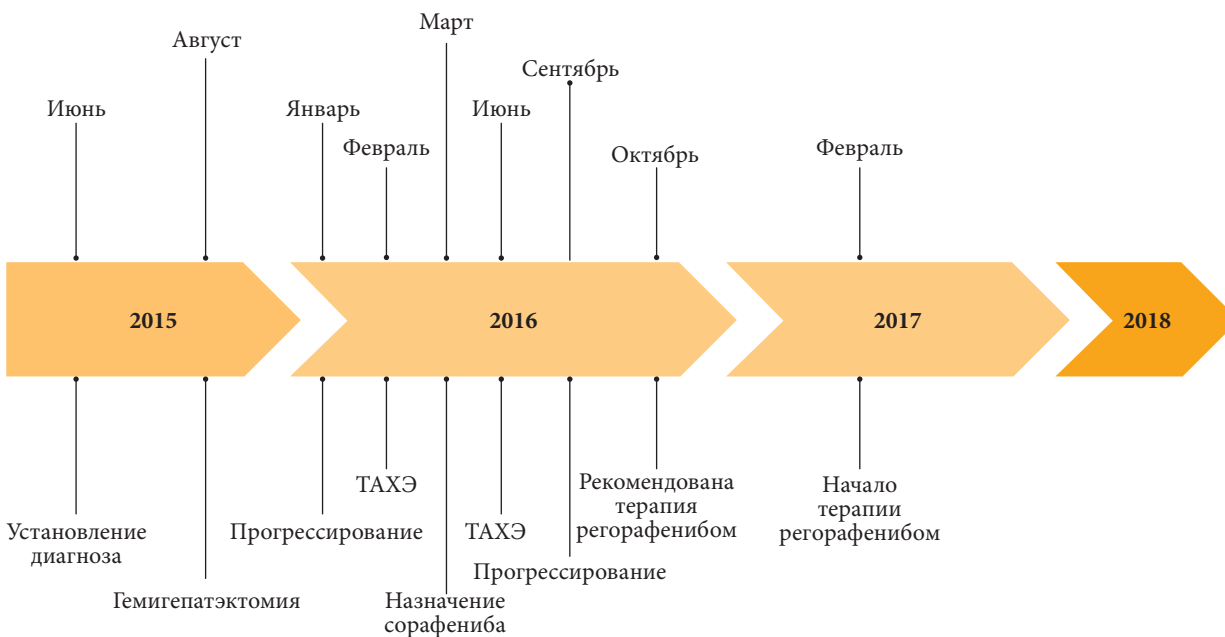 Март
Август
Сентябрь
Июнь
Январь
Июнь
Февраль
Октябрь
Февраль
2015
2016
2017
2018
ТАХЭ
Рекомендована
терапия
регорафенибом
Начало
терапии
регорафенибом
Установление
диагноза
Прогрессирование
ТАХЭ
Прогрессирование
Гемигепатэктомия
Назначение
сорафениба